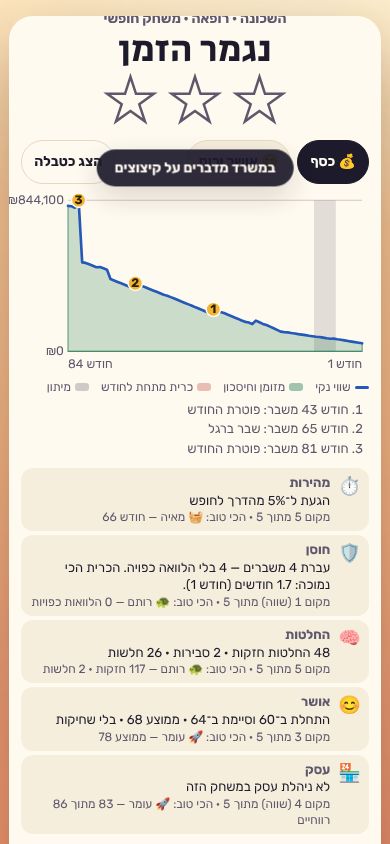 השכונה • רופאה • משחק חופשי
נגמר הזמן
💰 כסף
הצג כטבלה
במשרד מדברים על קיצוצים
₪844,100
3
2
1
₪0
חודש 1
חודש 84
שווי נקי
מזומן וחיסכון
כרית מתחת לחודש
מיתון
1. חודש 43 משבר: פוטרת החודש
2. חודש 65 משבר: שבר ברגל
3. חודש 81 משבר: פוטרת החודש
⏱️ מהירות
הגעת ל־5% מהדרך לחופש
מקום 5 מתוך 5 • הכי טוב: 🧺 מאיה — חודש 66
🛡️ חוסן
עברת 4 משברים — 4 בלי הלוואה כפויה. הכרית הכי
נמוכה: 1.7 חודשים (חודש 1).
מקום 1 (שווה) מתוך 5 • הכי טוב: 🐢 רותם — 0 הלוואות כפויות
🧠 החלטות
48 החלטות חזקות • 2 סבירות • 26 חלשות
מקום 5 מתוך 5 • הכי טוב: 🐢 רותם — 117 חזקות • 2 חלשות
😊 אושר
התחלת ב־60 וסיימת ב־64 • ממוצע 68 • בלי שחיקות
מקום 3 מתוך 5 • הכי טוב: 🚀 עומר — ממוצע 78
🏪 עסק
לא ניהלת עסק במשחק הזה
מקום 4 (שווה) מתוך 5 • הכי טוב: 🚀 עומר — 83 מתוך 86
רווחיים